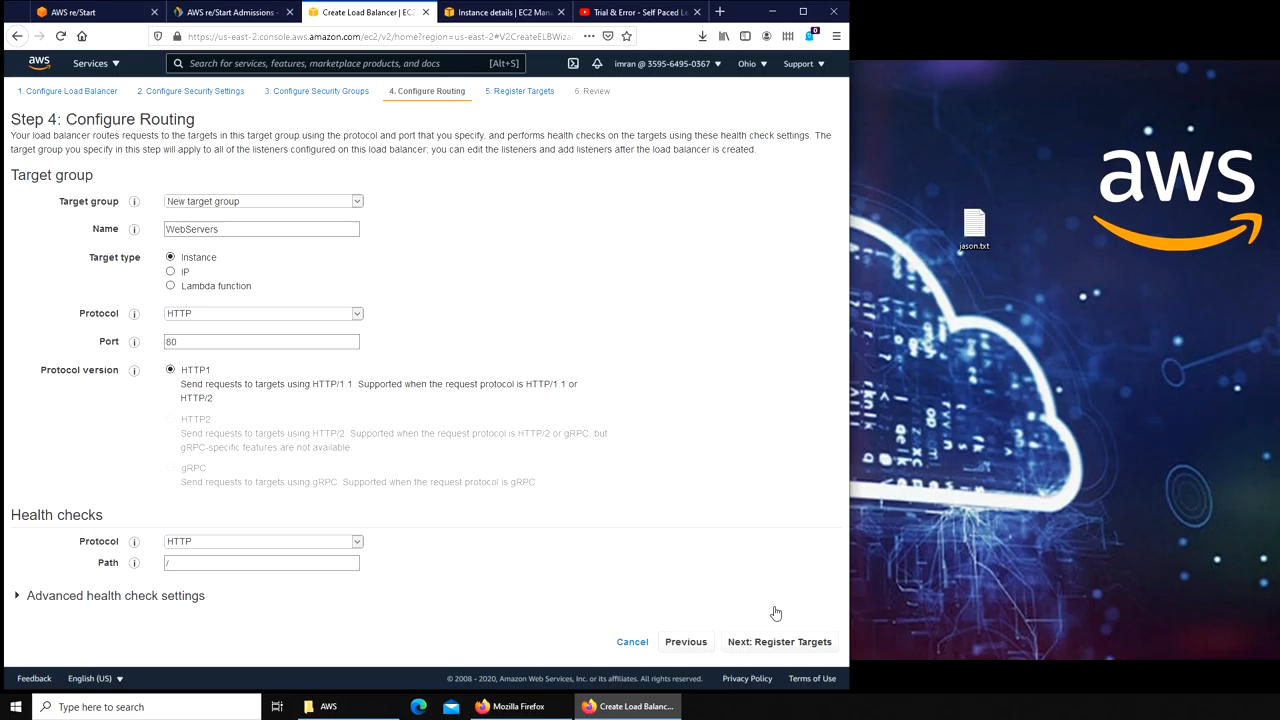 AWS re/Start
AWS re/Start Admissions -
Create Load Balancer | EC2
Instance details | EC2 Man
Trial & Error - Self Paced Le
https://us-east-2.console.aws.amazon.com/ec2/v2/home?region=us-east-2#V2CreateELBWiza
0
aws
Services
Search for services, features, marketplace products, and docs
[Alt+S]
imran @ 3595-6495-0367
Ohio
Support
1. Configure Load Balancer
2. Configure Security Settings
3. Configure Security Groups
4. Configure Routing
5. Register Targets
6. Review
Step 4: Configure Routing
Your load balancer routes requests to the targets in this target group using the protocol and port that you specify, and performs health checks on the targets using these health check settings. The
target group you specify in this step will apply to all of the listeners configured on this load balancer; you can edit the listeners and add listeners after the load balancer is created.
Target group
Target group
New target group
Name
WebServers
Target type
Instance
IP
Lambda function
Protocol
HTTP
Port
80
Protocol version
HTTP1
Send requests to targets using HTTP/1.1. Supported when the request protocol is HTTP/1.1 or
HTTP/2.
HTTP2
Send requests to targets using HTTP/2. Supported when the request protocol is HTTP/2 or gRPC, but
gRPC-specific features are not available.
gRPC
Send requests to targets using gRPC. Supported when the request protocol is gRPC.
Health checks
Protocol
HTTP
Path
/
Advanced health check settings
Cancel
Previous
Next: Register Targets
Feedback
English (US)
© 2008 - 2020, Amazon Web Services, Inc. or its affiliates. All rights reserved.
Privacy Policy
Terms of Use
aws
jason.txt
Type here to search
AWS
Mozilla Firefox
Create Load Balanc...